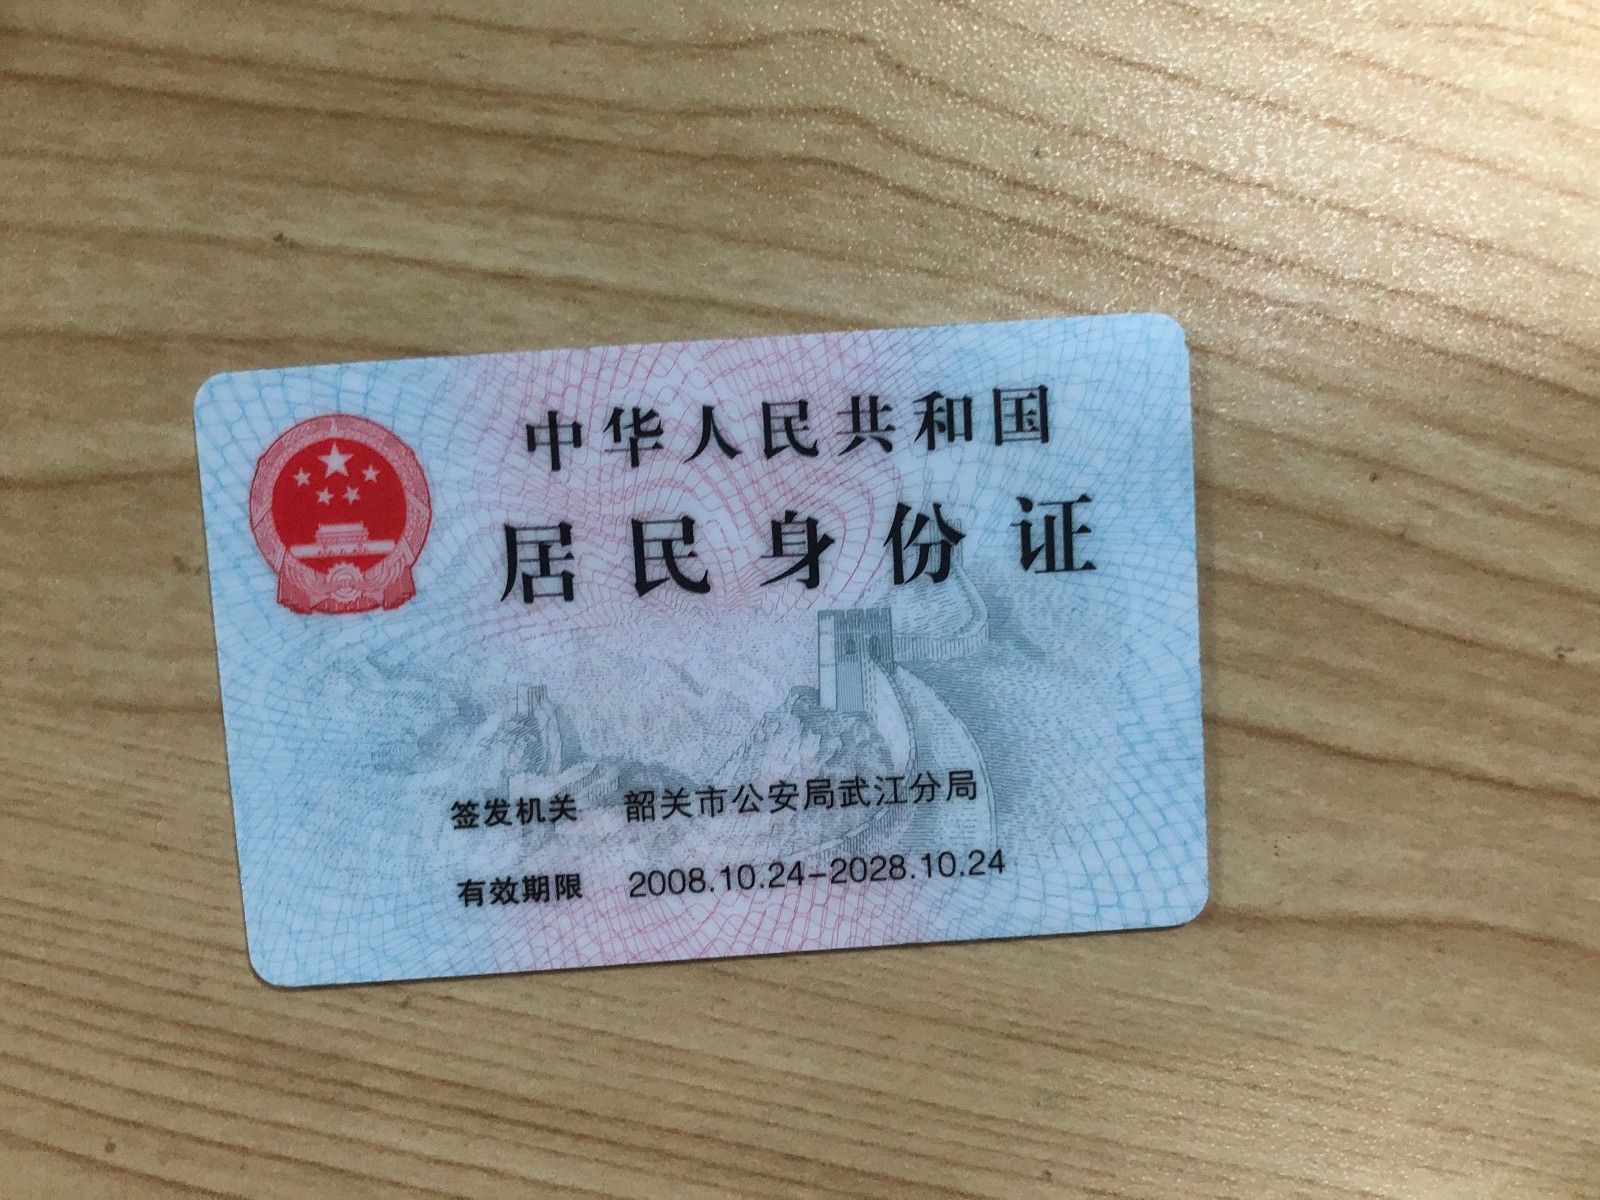 中华人民共和国
居民身份证
签发机关 韶关市公安局武江分局
有效期限 2008.10.24-2028.10.24